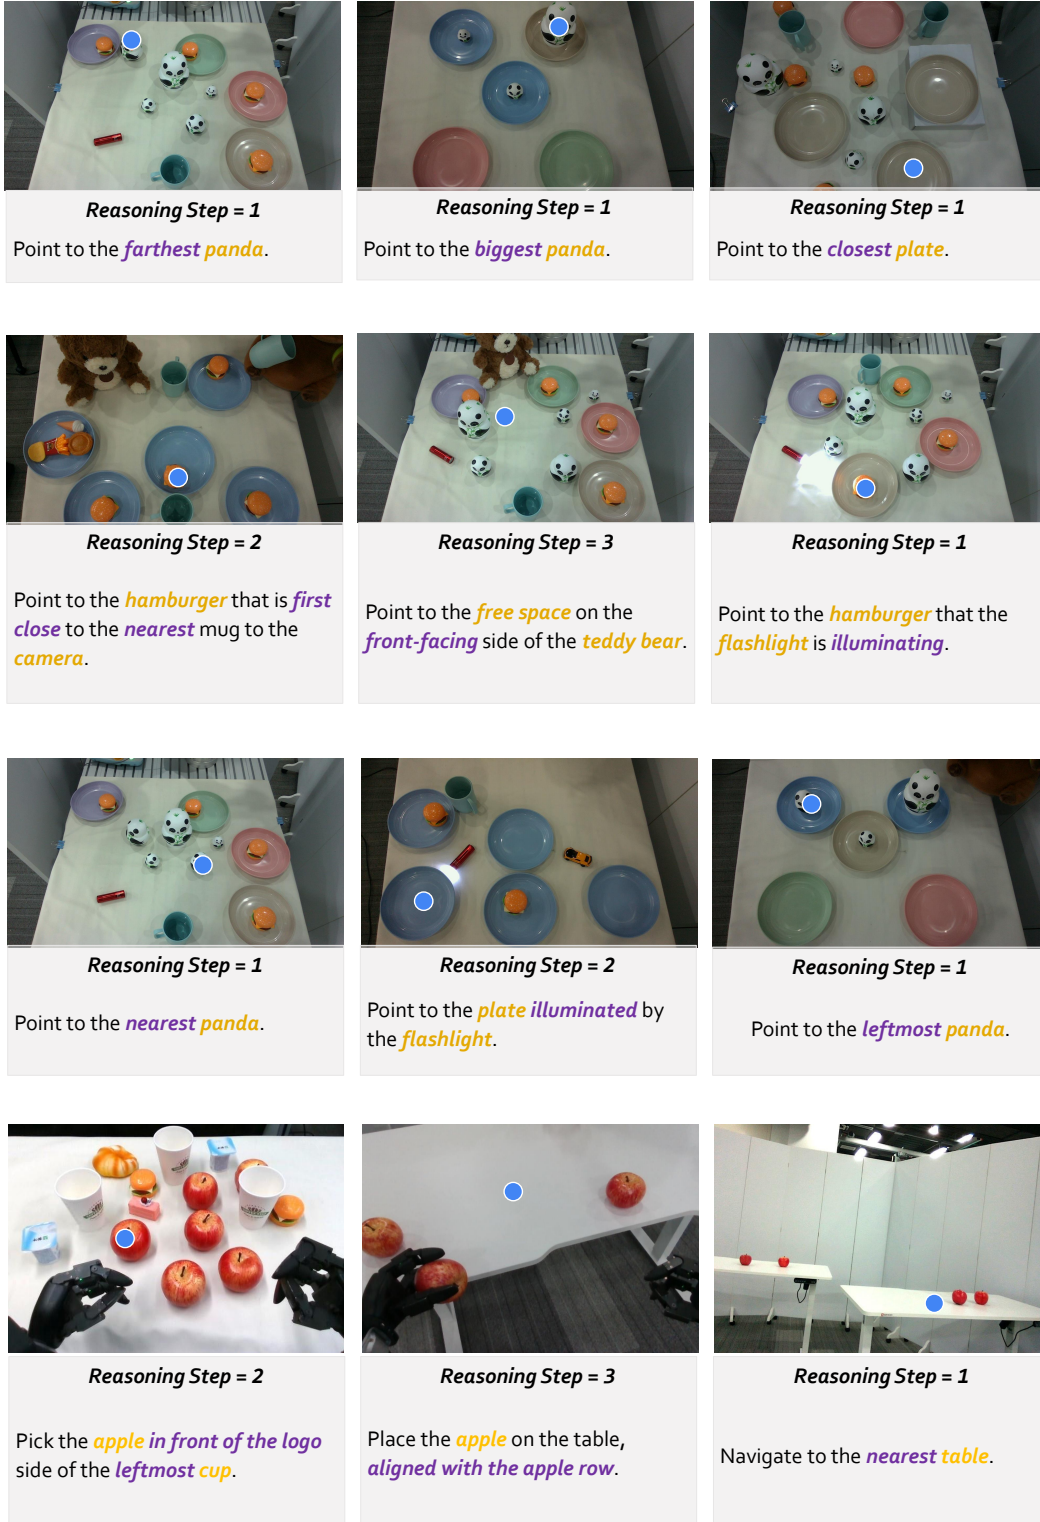 Reasoning Step = 1
Point to the farthest panda.
Reasoning Step = 1
Point to the biggest panda.
Reasoning Step = 1
Point to the closest plate.
Reasoning Step = 2
Point to the hamburger that is first
close to the nearest mug to the
camera.
Reasoning Step = 3
Point to the free space on the
front-facing side of the teddy bear.
Reasoning Step = 1
Point to the hamburger that the
flashlight is illuminating.
Reasoning Step = 1
Point to the nearest panda.
Reasoning Step = 2
Point to the plate illuminated by
the flashlight.
Reasoning Step = 1
Point to the leftmost panda.
Reasoning Step = 2
Pick the apple in front of the logo
side of the leftmost cup.
Reasoning Step = 3
Place the apple on the table,
aligned with the apple row.
Reasoning Step = 1
Navigate to the nearest table.